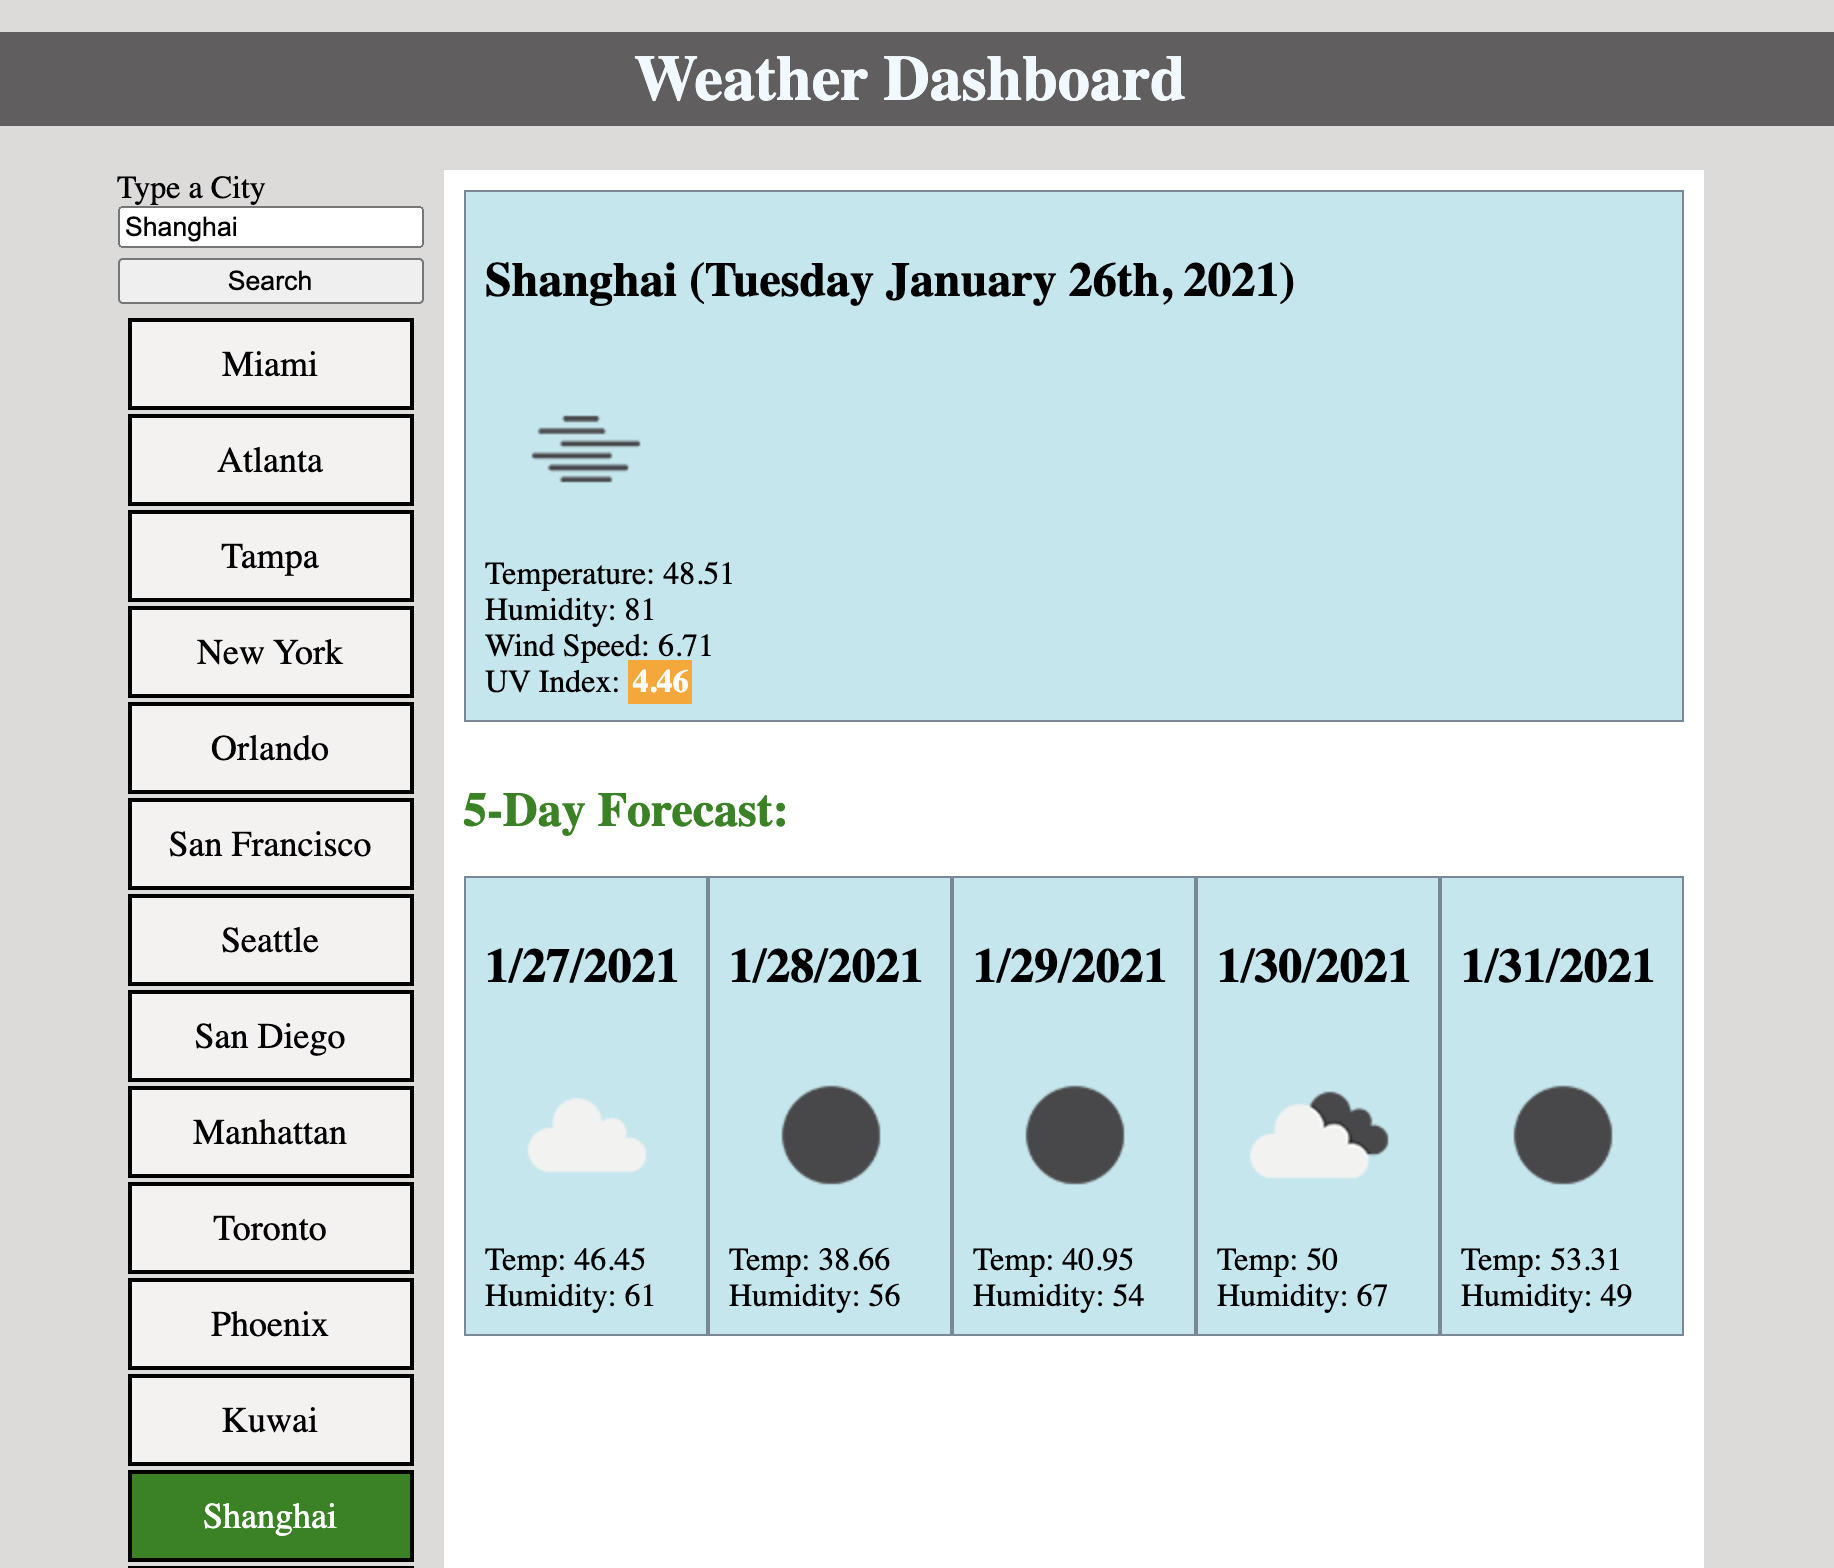 Weather Dashboard
Type a City
Shanghai
Search
Miami
Atlanta
Tampa
New York
Orlando
San Francisco
Seattle
San Diego
Manhattan
Toronto
Phoenix
Kuwai
Shanghai
Shanghai (Tuesday January 26th, 2021)
Temperature: 48.51
Humidity: 81
Wind Speed: 6.71
UV Index: 4.46
5-Day Forecast:
1/27/2021
Temp: 46.45
Humidity: 61
1/28/2021
Temp: 38.66
Humidity: 56
1/29/2021
Temp: 40.95
Humidity: 54
1/30/2021
Temp: 50
Humidity: 67
1/31/2021
Temp: 53.31
Humidity: 49